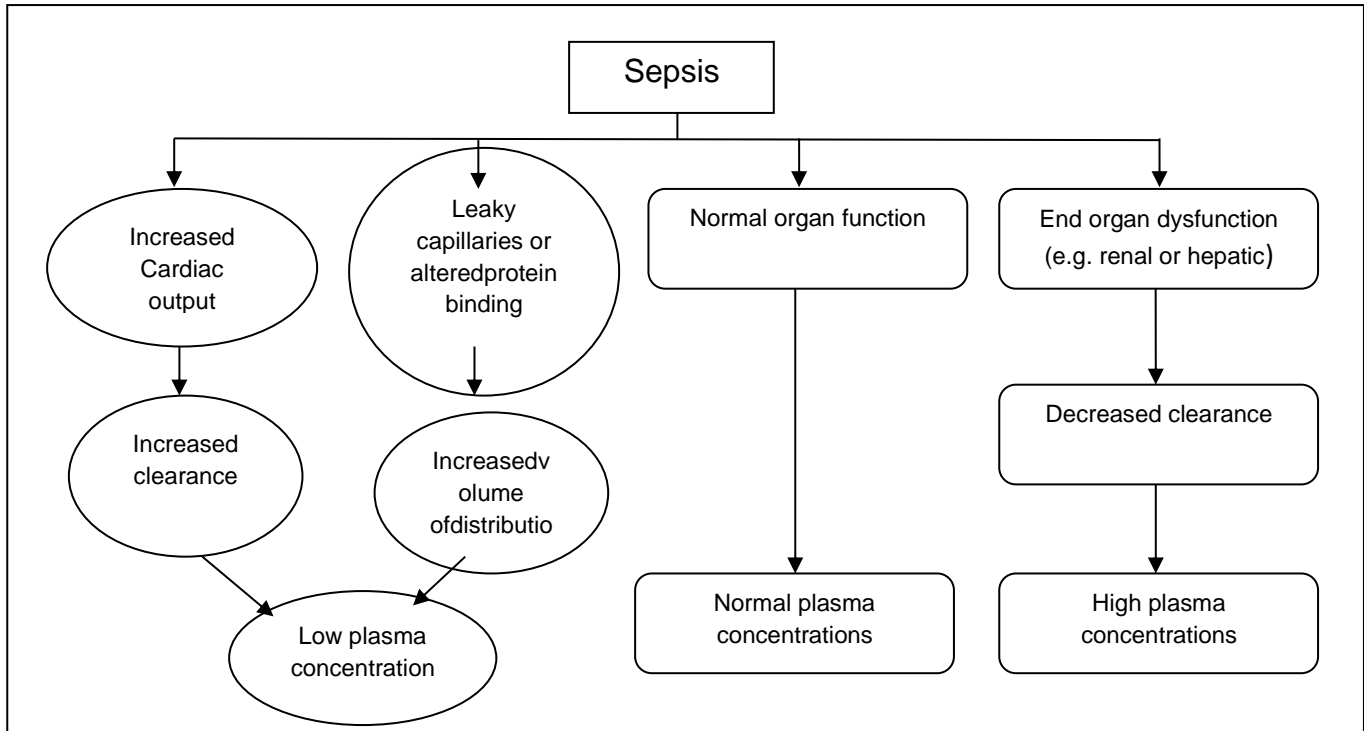 Sepsis
Increased
Cardiac
output
Leaky
capillaries or
alteredprotein
binding
Normal organ function
End organ dysfunction
(e.g. renal or hepatic)
Increased
clearance
Increasedv
olume
ofdistributio
Decreased clearance
Low plasma
concentration
Normal plasma
concentrations
High plasma
concentrations